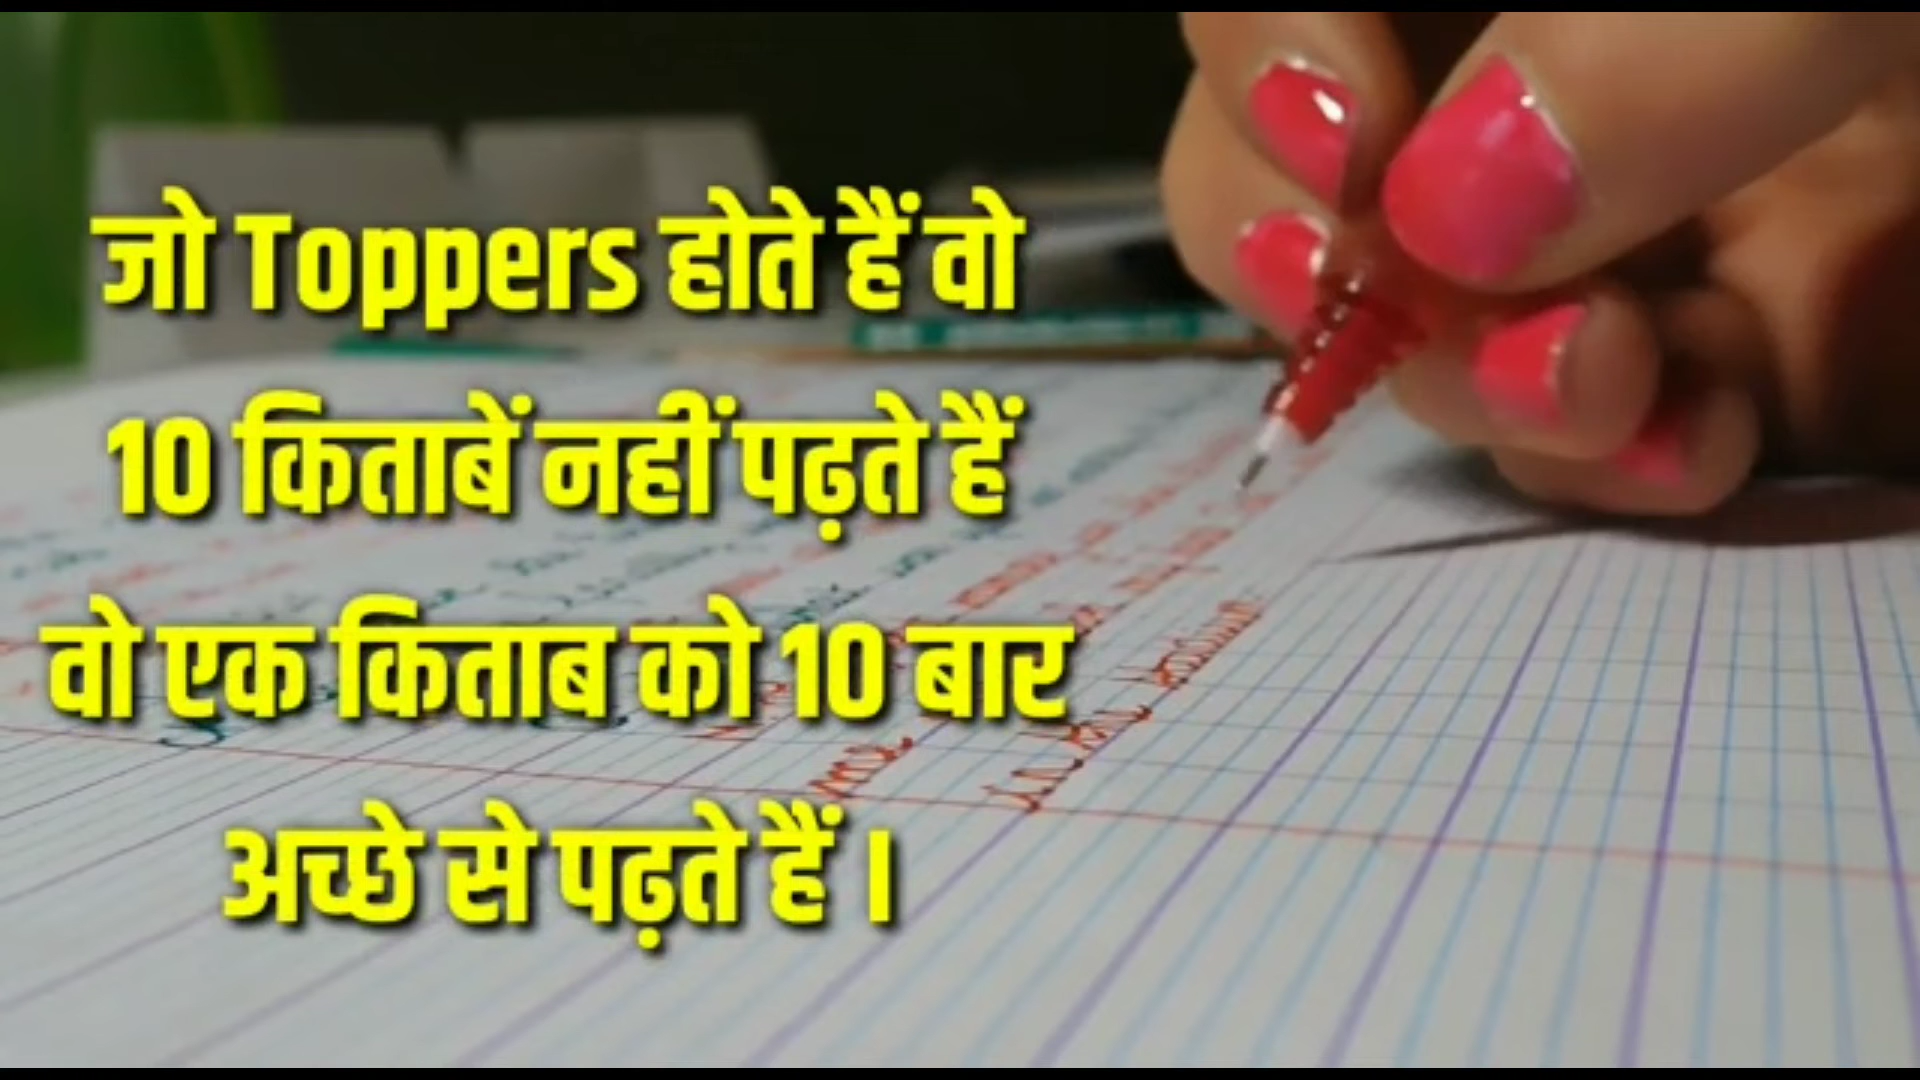 जो Toppers होते हैं वो
10 किताबें नहीं पढ़ते हैं
वो एक किताब को 10 बार
अच्छे से पढ़ते हैं ।